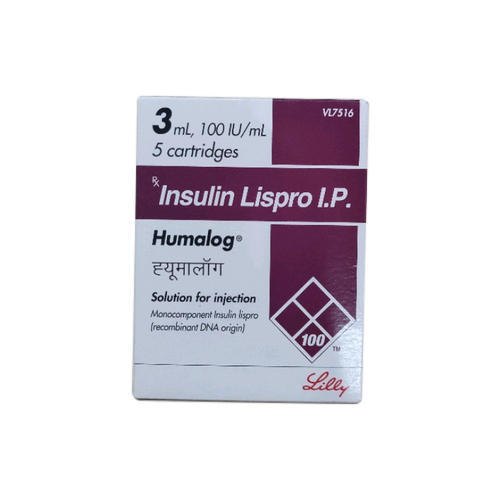 3 mL, 100 IU/mL
5 cartridges
VL7516
Rx Insulin Lispro I.P.
Humalog®
ह्यूमालॉग
Solution for injection
Monocomponent Insulin lispro
(recombinant DNA origin)
100 ™
Lilly